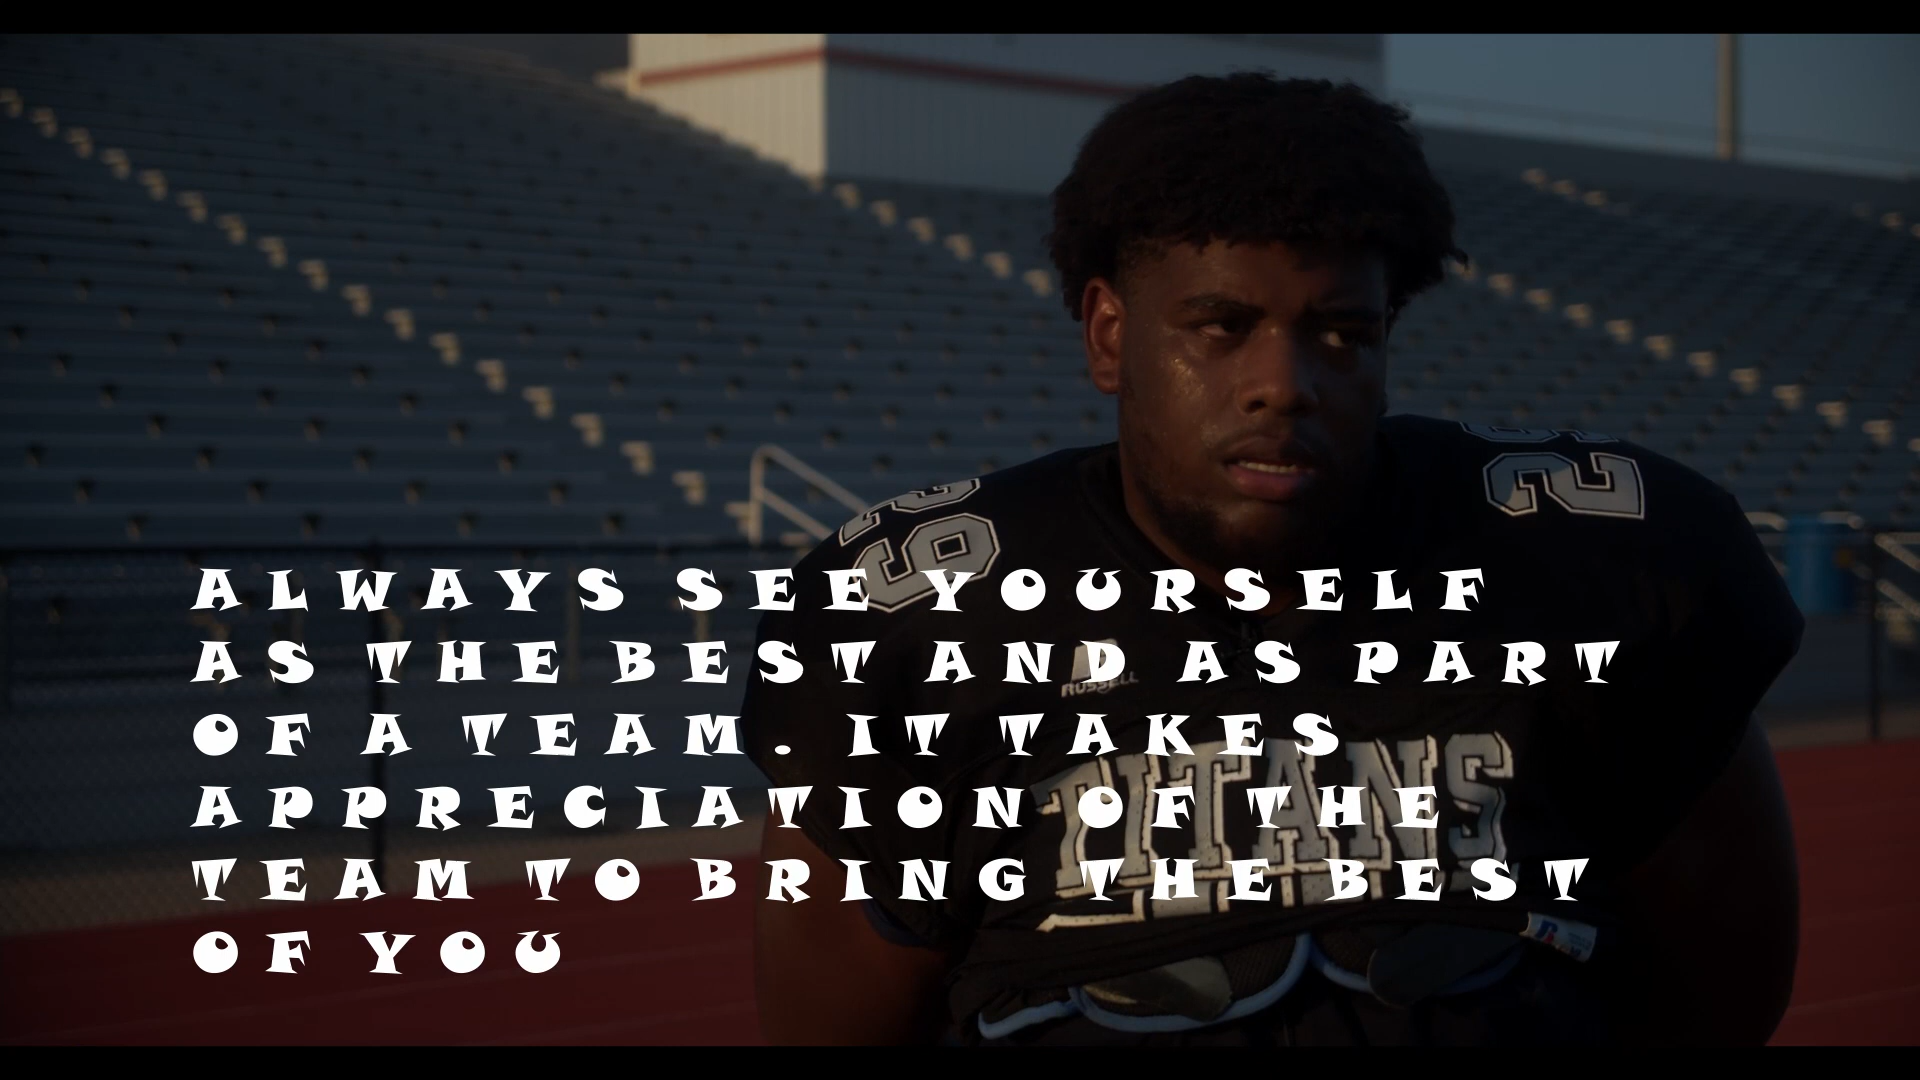 29
29
ALWAYS SEE YOURSELF
AS THE BEST AND AS PART
OF A TEAM. IT TAKES
APPRECIATION OF THE
TEAM TO BRING THE BEST
OF YOU
RUSSELL
TITANS